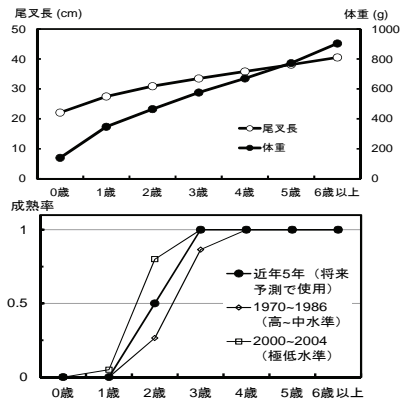 尾叉長 (cm)
体重 (g)
50
40
30
20
10
0
1000
800
600
400
200
0
尾叉長
体重
0歳 1歳 2歳 3歳 4歳 5歳 6歳以上
成熟率
1
0.5
0
近年5年（将来
予測で使用）
1970~1986
（高~中水準）
2000~2004
（極低水準）
0歳 1歳 2歳 3歳 4歳 5歳 6歳以上